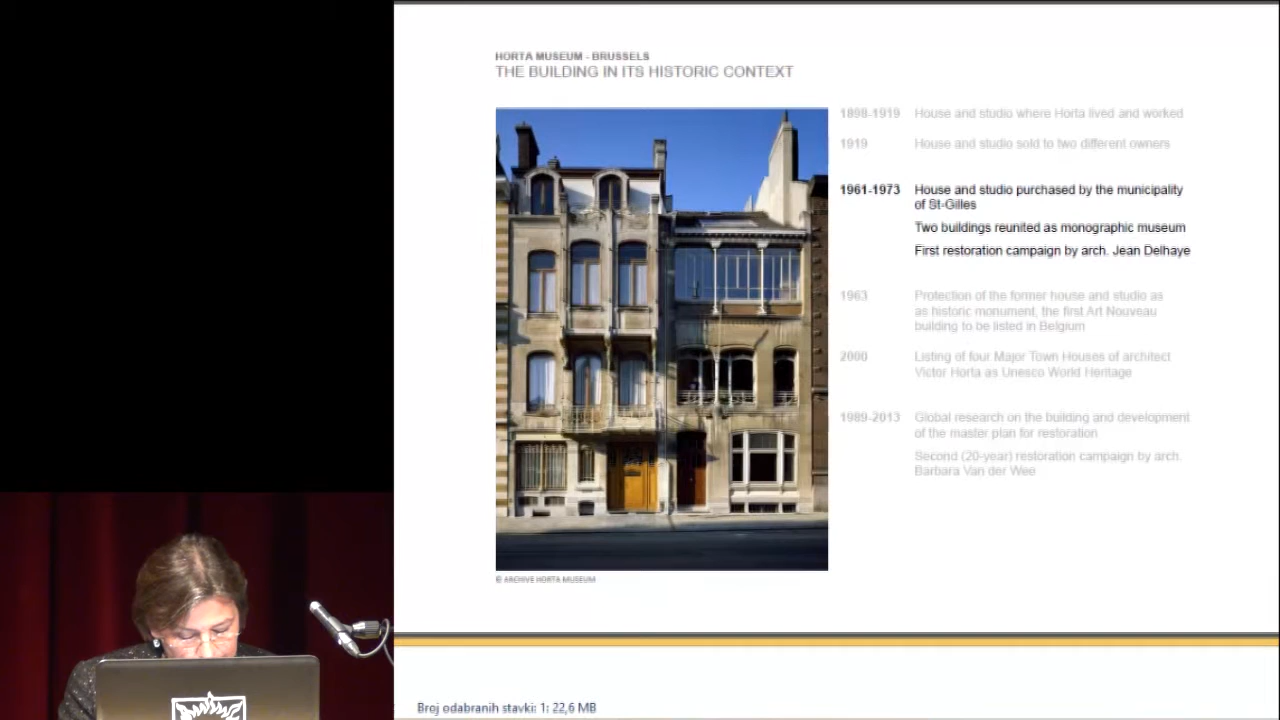 HORTA MUSEUM - BRUSSELS
THE BUILDING IN ITS HISTORIC CONTEXT
1898-1919 House and studio where Horta lived and worked
1919 House and studio sold to two different owners
1961-1973 House and studio purchased by the municipality
of St-Gilles
Two buildings reunited as monographic museum
First restoration campaign by arch. Jean Delhaye
1963 Protection of the former house and studio as
as historic monument, the first Art Nouveau
building to be listed in Belgium
2000 Listing of four Major Town Houses of architect
Victor Horta as Unesco World Heritage
1989-2013 Global research on the building and development
of the master plan for restoration
Second (20-year) restoration campaign by arch.
Barbara Van der Wee
© ARCHIVE HORTA MUSEUM
Broj odabranih stavki: 1: 22,6 MB